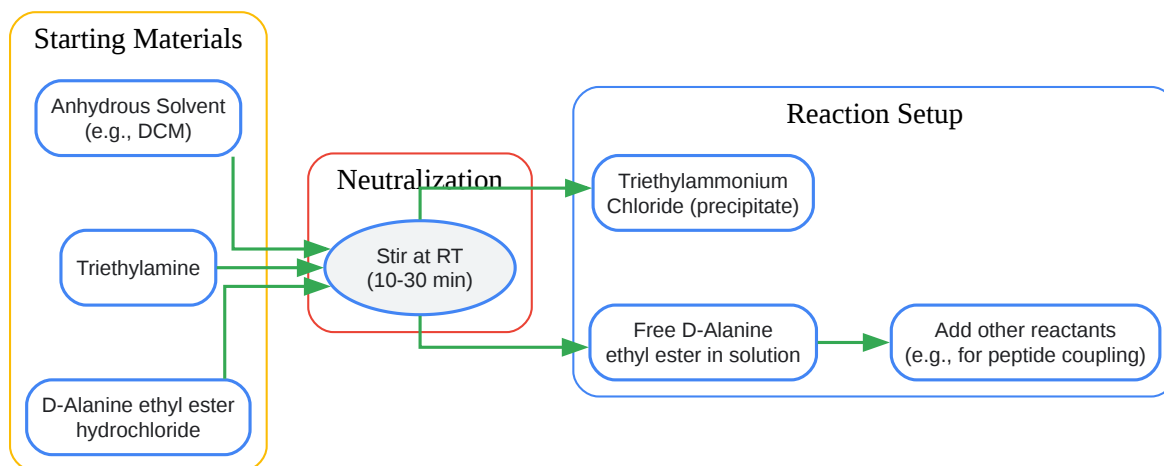 Starting Materials
Anhydrous Solvent
(e.g., DCM)
Triethylamine
D-Alanine ethyl ester
hydrochloride
Neutralization
Stir at RT
(10-30 min)
Reaction Setup
Triethylammonium
Chloride (precipitate)
Free D-Alanine
ethyl ester in solution
Add other reactants
(e.g., for peptide coupling)